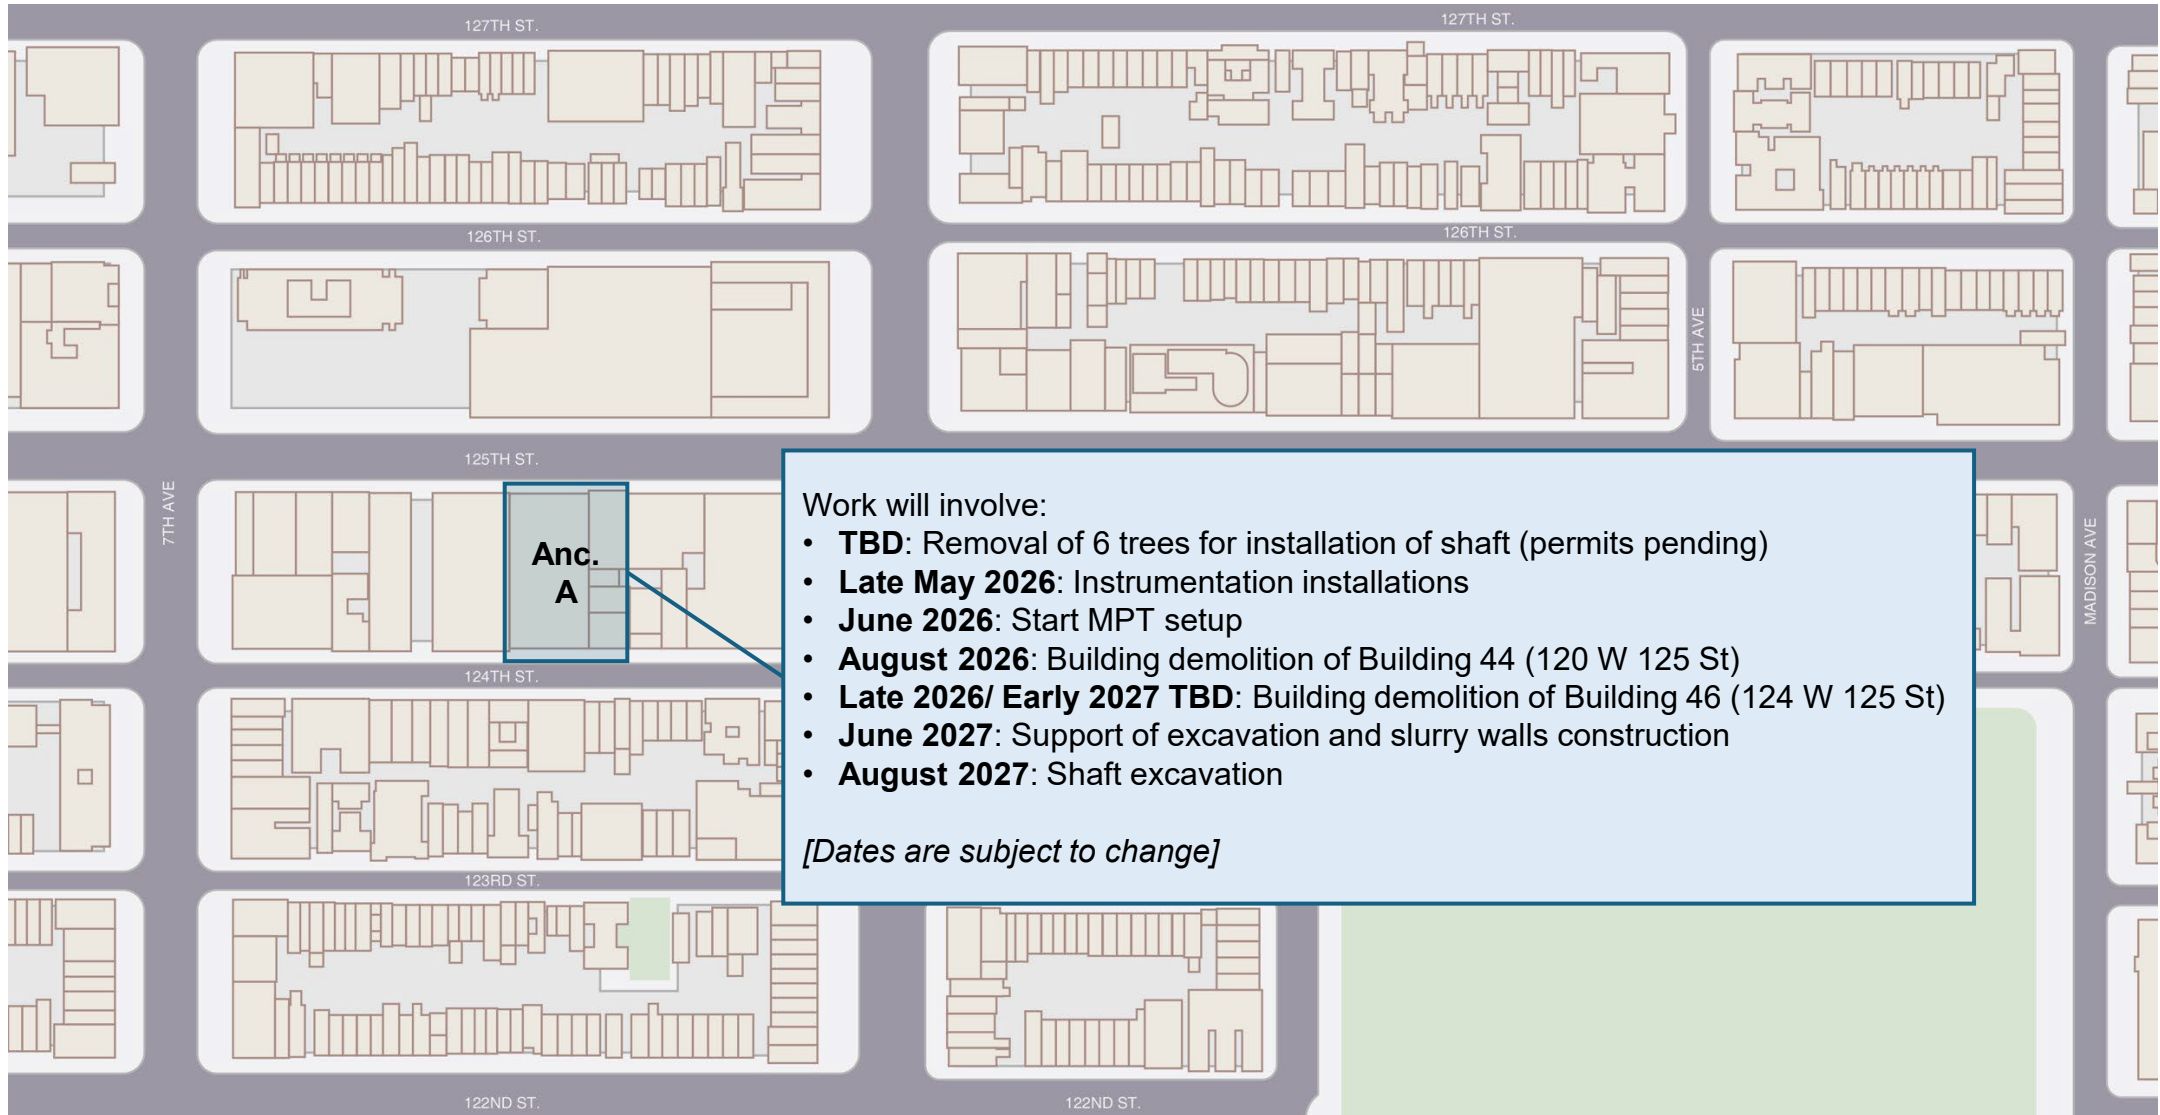 127TH ST.
127TH ST.
126TH ST.
126TH ST.
5TH AVE
125TH ST.
7TH AVE
Anc.
A
Work will involve:
• TBD: Removal of 6 trees for installation of shaft (permits pending)
• Late May 2026: Instrumentation installations
• June 2026: Start MPT setup
• August 2026: Building demolition of Building 44 (120 W 125 St)
• Late 2026/ Early 2027 TBD: Building demolition of Building 46 (124 W 125 St)
• June 2027: Support of excavation and slurry walls construction
• August 2027: Shaft excavation
[Dates are subject to change]
MADISON AVE
124TH ST.
123RD ST.
122ND ST.
122ND ST.